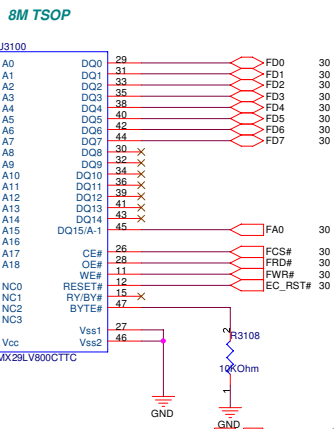 8M TSOP
U3100
A0 DQ0 29 FD0 30
A1 DQ1 31 FD1 30
A2 DQ2 33 FD2 30
A3 DQ3 35 FD3 30
A4 DQ4 38 FD4 30
A5 DQ5 40 FD5 30
A6 DQ6 42 FD6 30
A7 DQ7 44 FD7 30
A8 DQ8 30
A9 DQ9 32
A10 DQ10 34
A11 DQ11 36
A12 DQ12 39
A13 DQ13 41
A14 DQ14 43
A15 DQ15/A-1 45 FA0 30
A16
A17 CE# 26 FCS# 30
A18 OE# 28 FRD# 30
WE# 11 FWR# 30
NC0 RESET# 12 EC_RST# 30
NC1 RY/BY# 15
NC2 BYTE# 47
NC3
Vss1 27
Vcc Vss2 46
MX29LV800CTTC
2
R3108
10KOhm
1
GND
GND